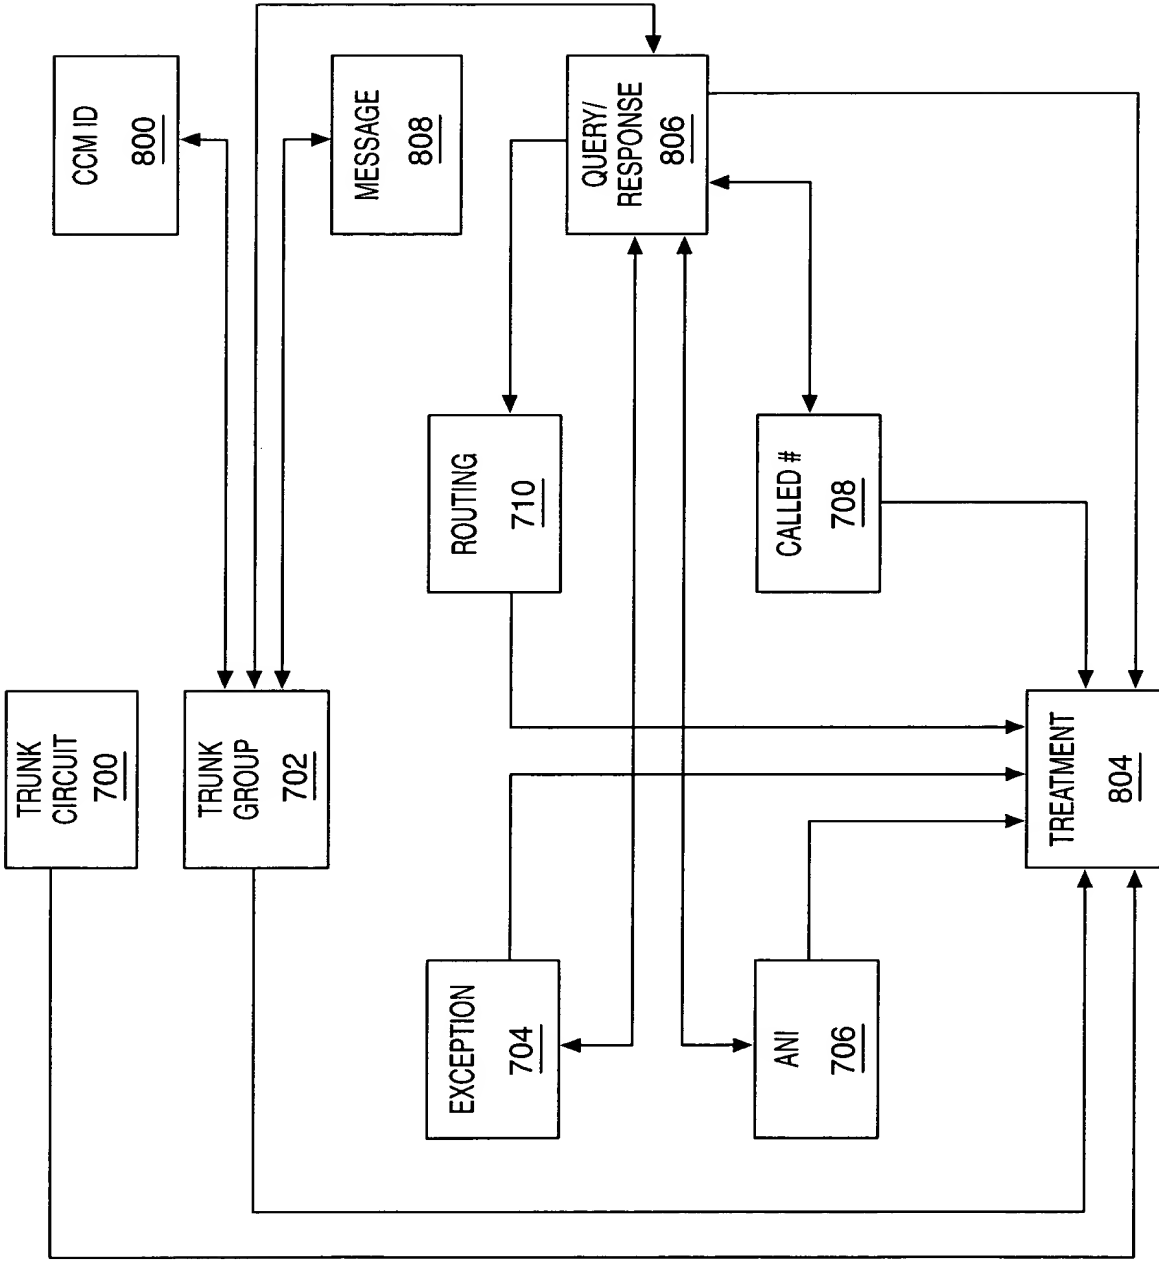 TRUNK
CIRCUIT
700
CCM ID
800
TRUNK
GROUP
702
MESSAGE
808
EXCEPTION
704
ROUTING
710
QUERY/
RESPONSE
806
ANI
706
CALLED #
708
TREATMENT
804